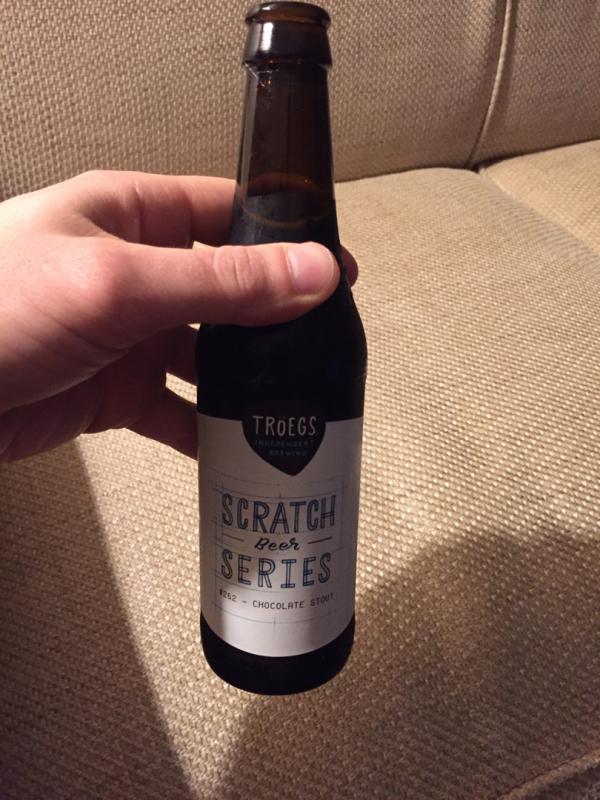 TRÖEGS
INDEPENDENT
BREWING
SCRATCH
Beer
SERIES
#262 - CHOCOLATE STOUT